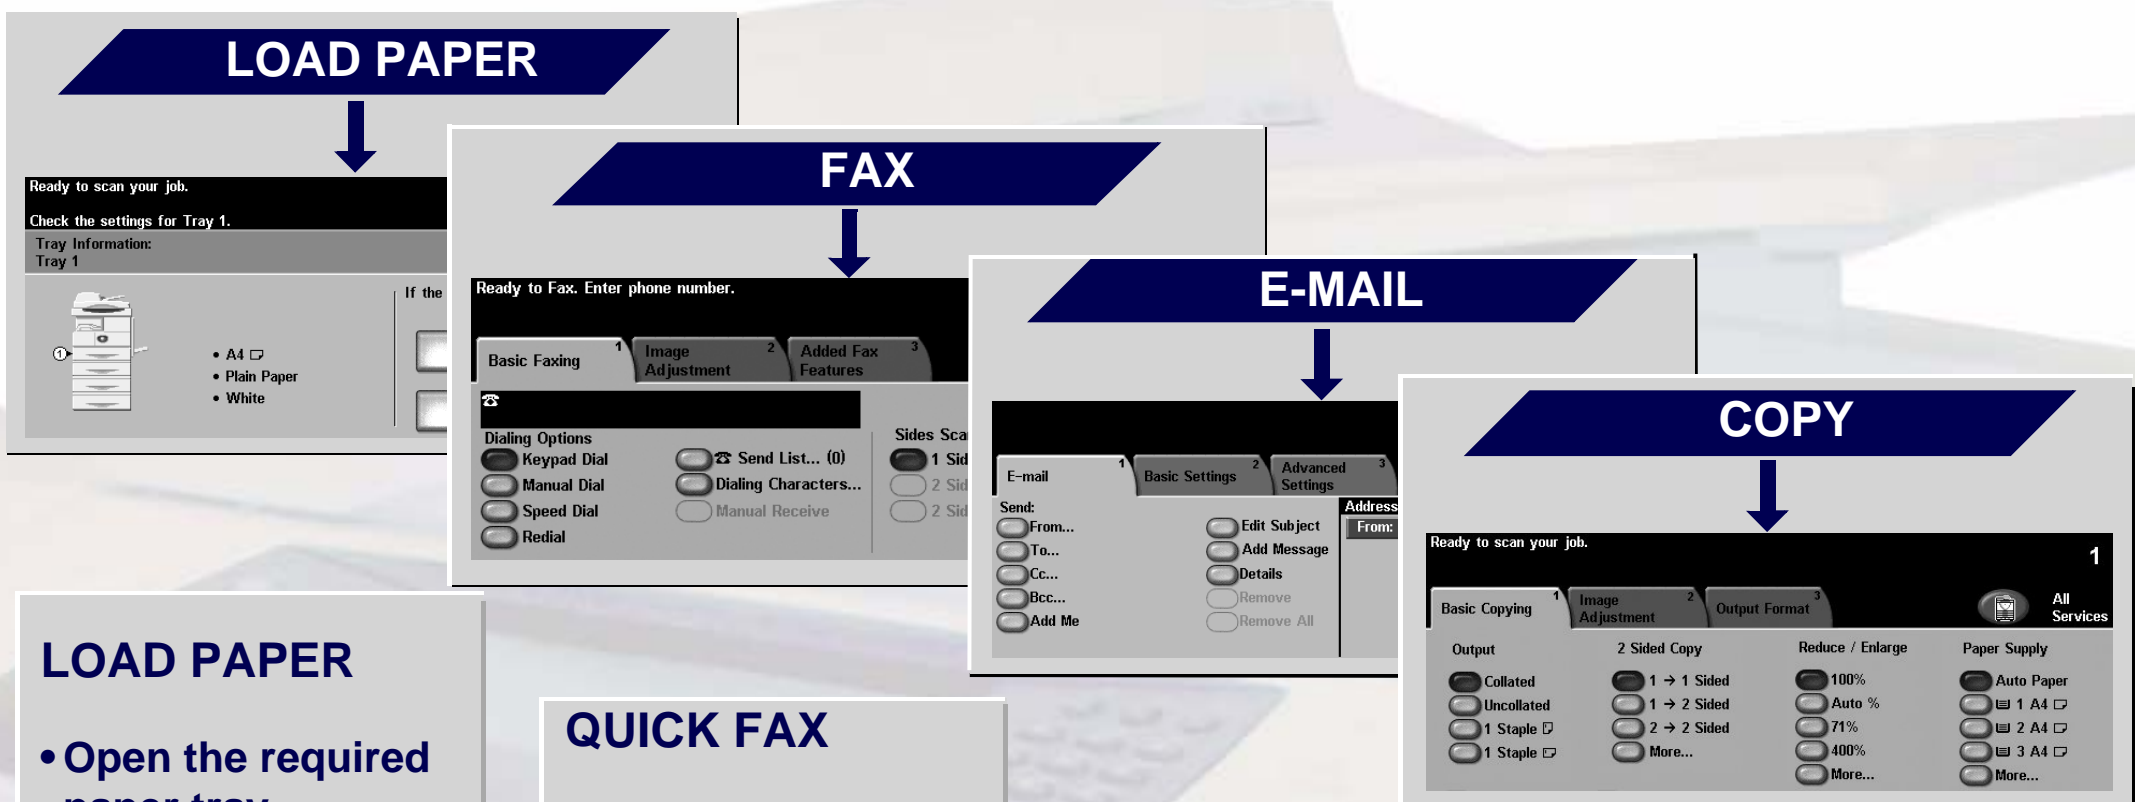 LOAD PAPER
Ready to scan your job.
Check the settings for Tray 1.
Tray Information:
Tray 1
If the
1
• A4
• Plain Paper
• White
FAX
Ready to Fax. Enter phone number.
Basic Faxing 1
Image Adjustment 2
Added Fax Features 3
Dialing Options
Keypad Dial
Manual Dial
Speed Dial
Redial
Send List... (0)
Dialing Characters...
Manual Receive
Sides Sca
1 Sid
2 Sid
2 Sid
E-MAIL
E-mail 1
Basic Settings 2
Advanced Settings 3
Send:
From...
To...
Cc...
Bcc...
Add Me
Edit Subject
Add Message
Details
Remove
Remove All
Address
From:
COPY
Ready to scan your job.
1
Basic Copying 1
Image Adjustment 2
Output Format 3
All Services
Output
Collated
Uncollated
1 Staple
1 Staple
2 Sided Copy
1 → 1 Sided
1 → 2 Sided
2 → 2 Sided
More...
Reduce / Enlarge
100%
Auto %
71%
400%
More...
Paper Supply
Auto Paper
1 A4
2 A4
3 A4
More...
LOAD PAPER
• Open the required
paper tray
QUICK FAX